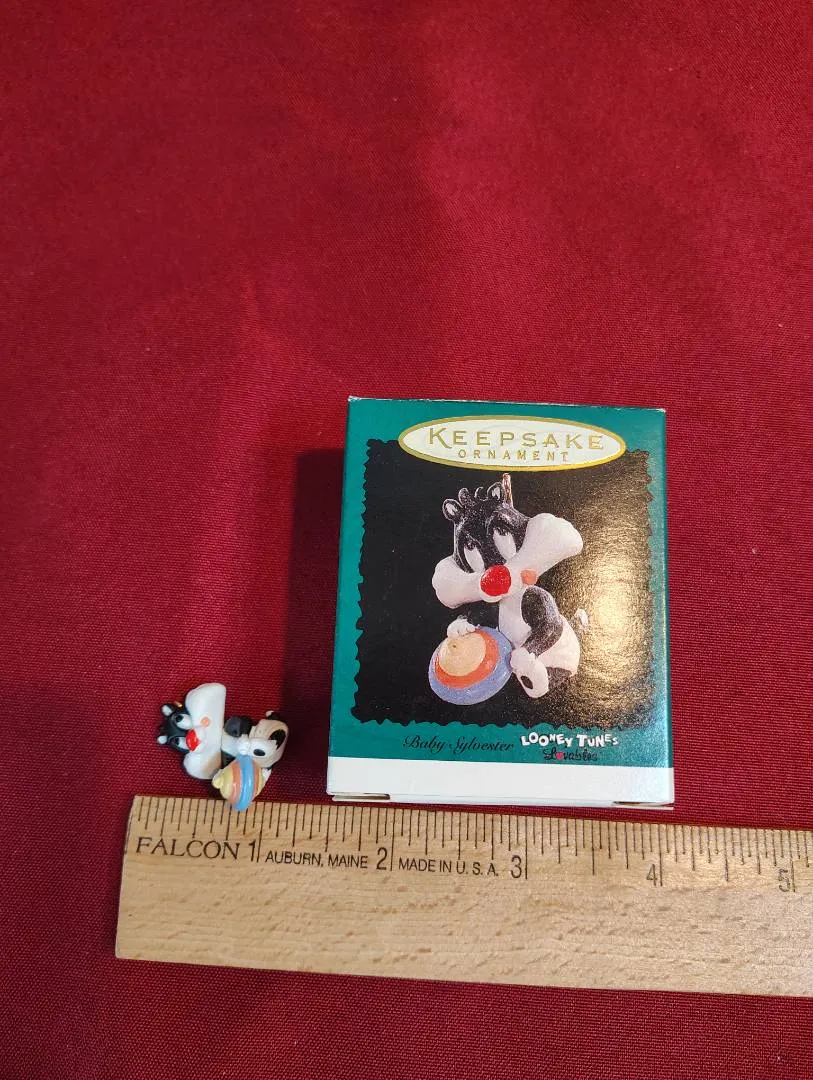 KEEPSAKE
ORNAMENT
Baby Sylvester
LOONEY TUNES
Lovables
FALCON 1 AUBURN, MAINE 2 MADE IN U.S.A. 3 4 5